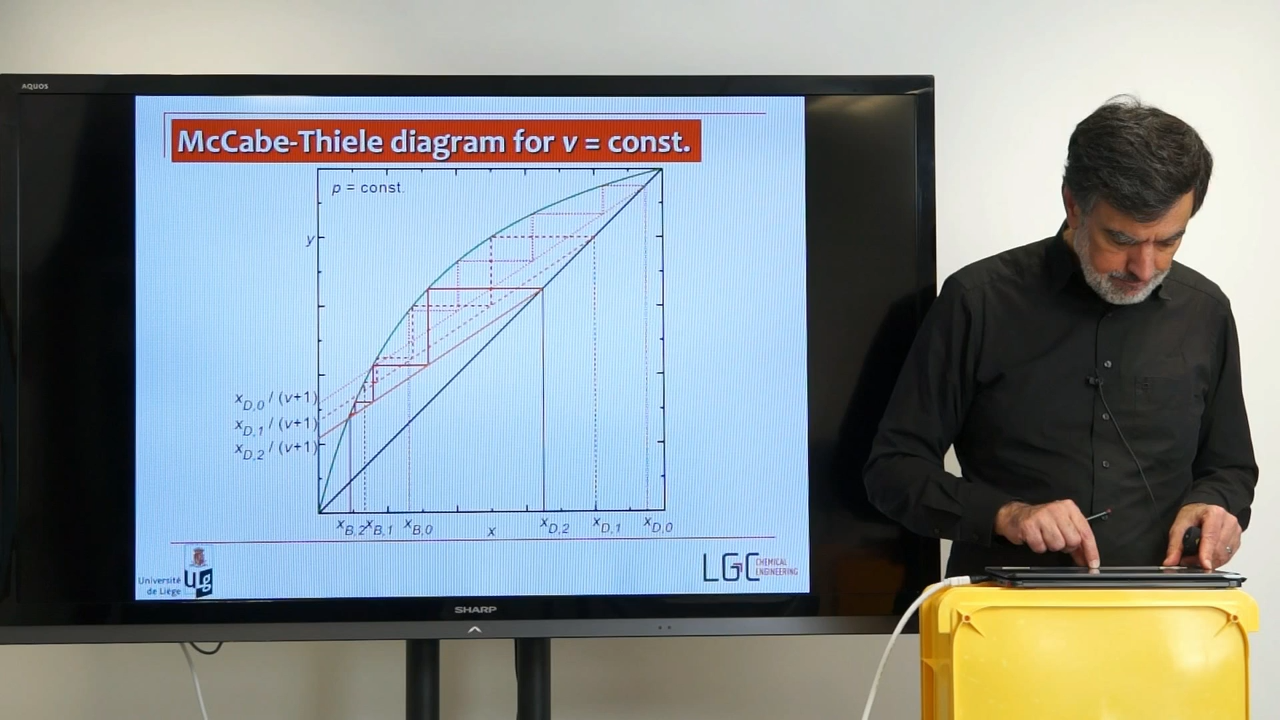 AQUOS
McCabe-Thiele diagram for v = const.
p = const.
y
x_D,0 / (v+1)
x_D,1 / (v+1)
x_D,2 / (v+1)
x_B,2 x_B,1 x_B,0 x x_D,2 x_D,1 x_D,0
Université
de Liège
ULg
LGC
CHEMICAL
ENGINEERING
SHARP